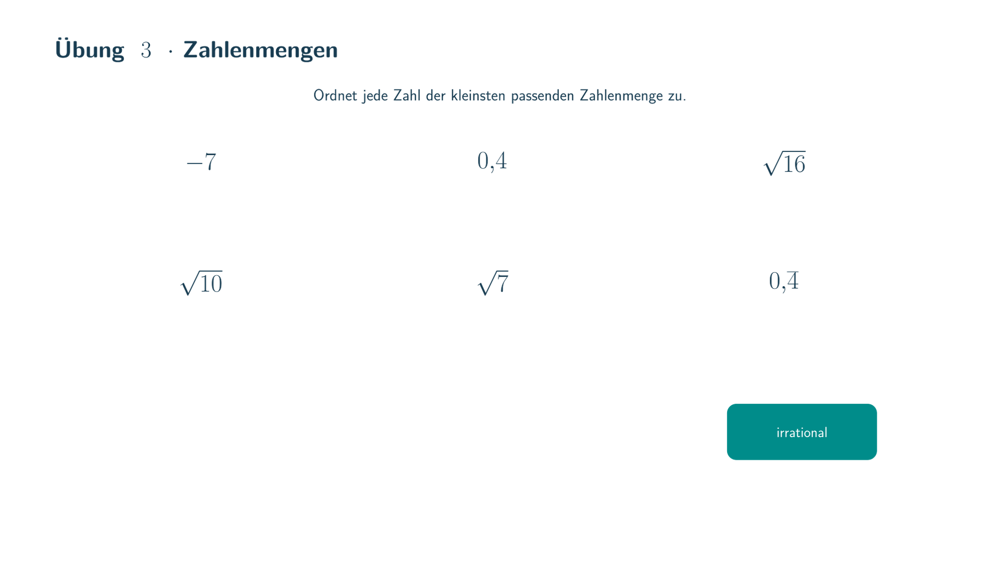 Übung 3 · Zahlenmengen
Ordnet jede Zahl der kleinsten passenden Zahlenmenge zu.
−7 0,4 √16
√10 √7 0,4̅
irrational